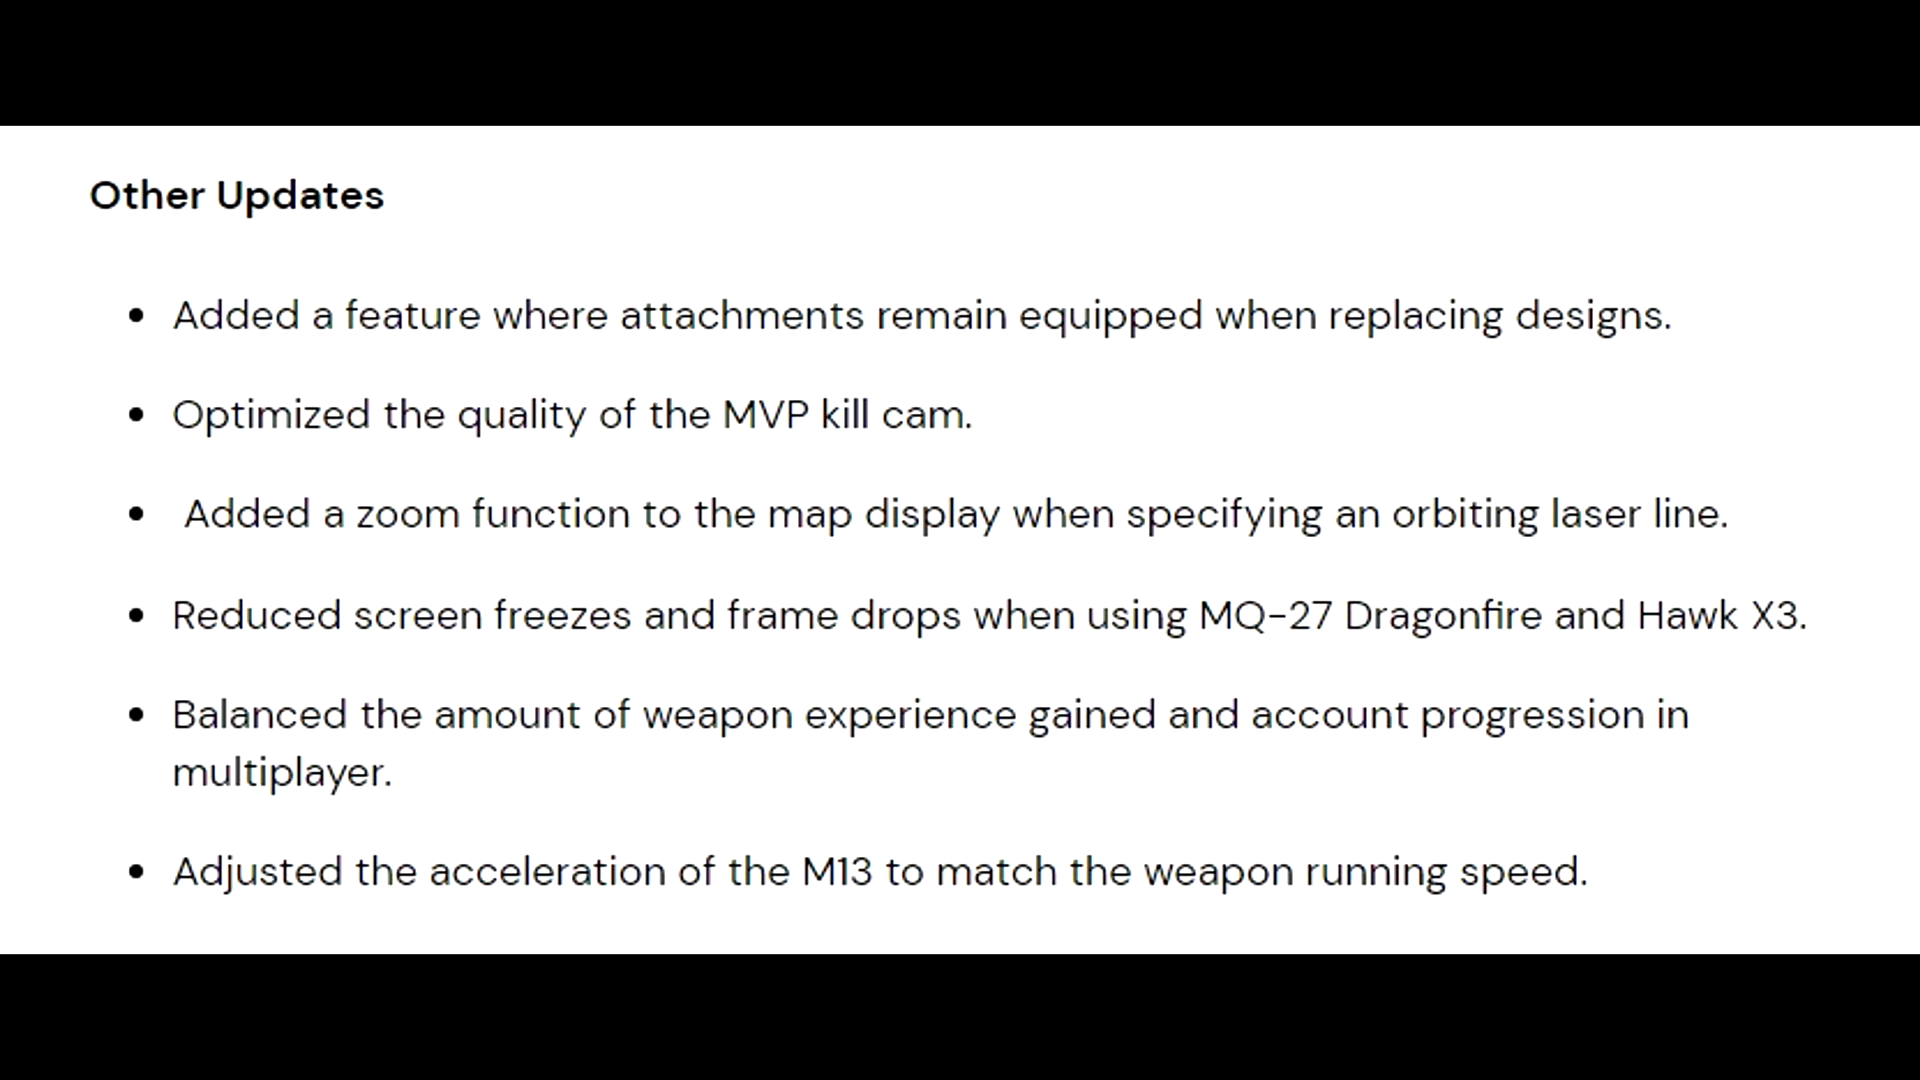 Other Updates
• Added a feature where attachments remain equipped when replacing designs.
• Optimized the quality of the MVP kill cam.
• Added a zoom function to the map display when specifying an orbiting laser line.
• Reduced screen freezes and frame drops when using MQ-27 Dragonfire and Hawk X3.
• Balanced the amount of weapon experience gained and account progression in
multiplayer.
• Adjusted the acceleration of the M13 to match the weapon running speed.